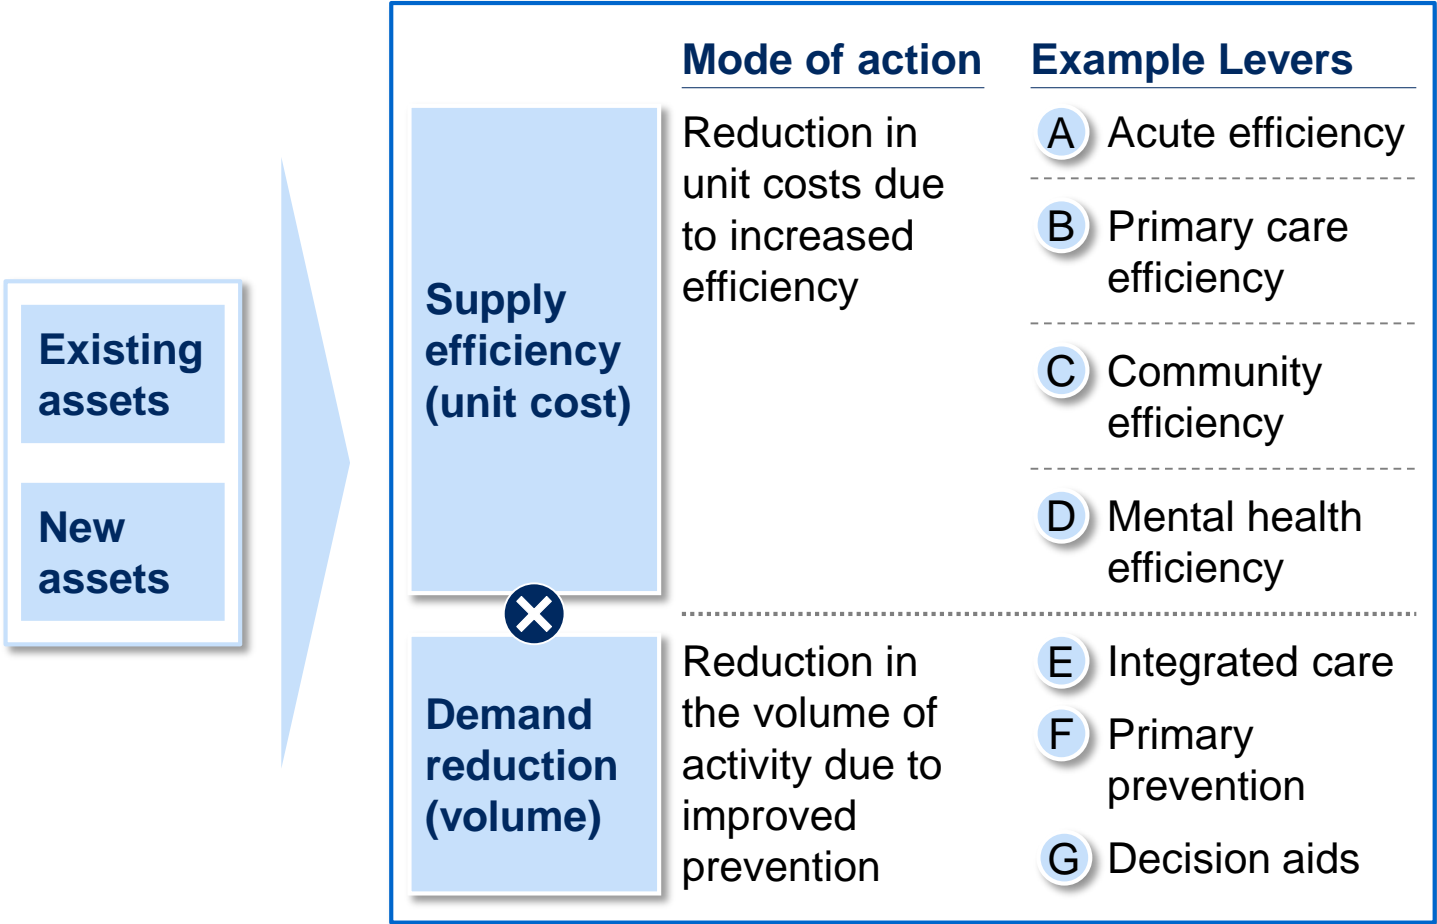 Existing
assets
New
assets
Supply
efficiency
(unit cost)
Demand
reduction
(volume)
Mode of action
Reduction in
unit costs due
to increased
efficiency
Reduction in
the volume of
activity due to
improved
prevention
Example Levers
A Acute efficiency
B Primary care
efficiency
C Community
efficiency
D Mental health
efficiency
E Integrated care
F Primary
prevention
G Decision aids